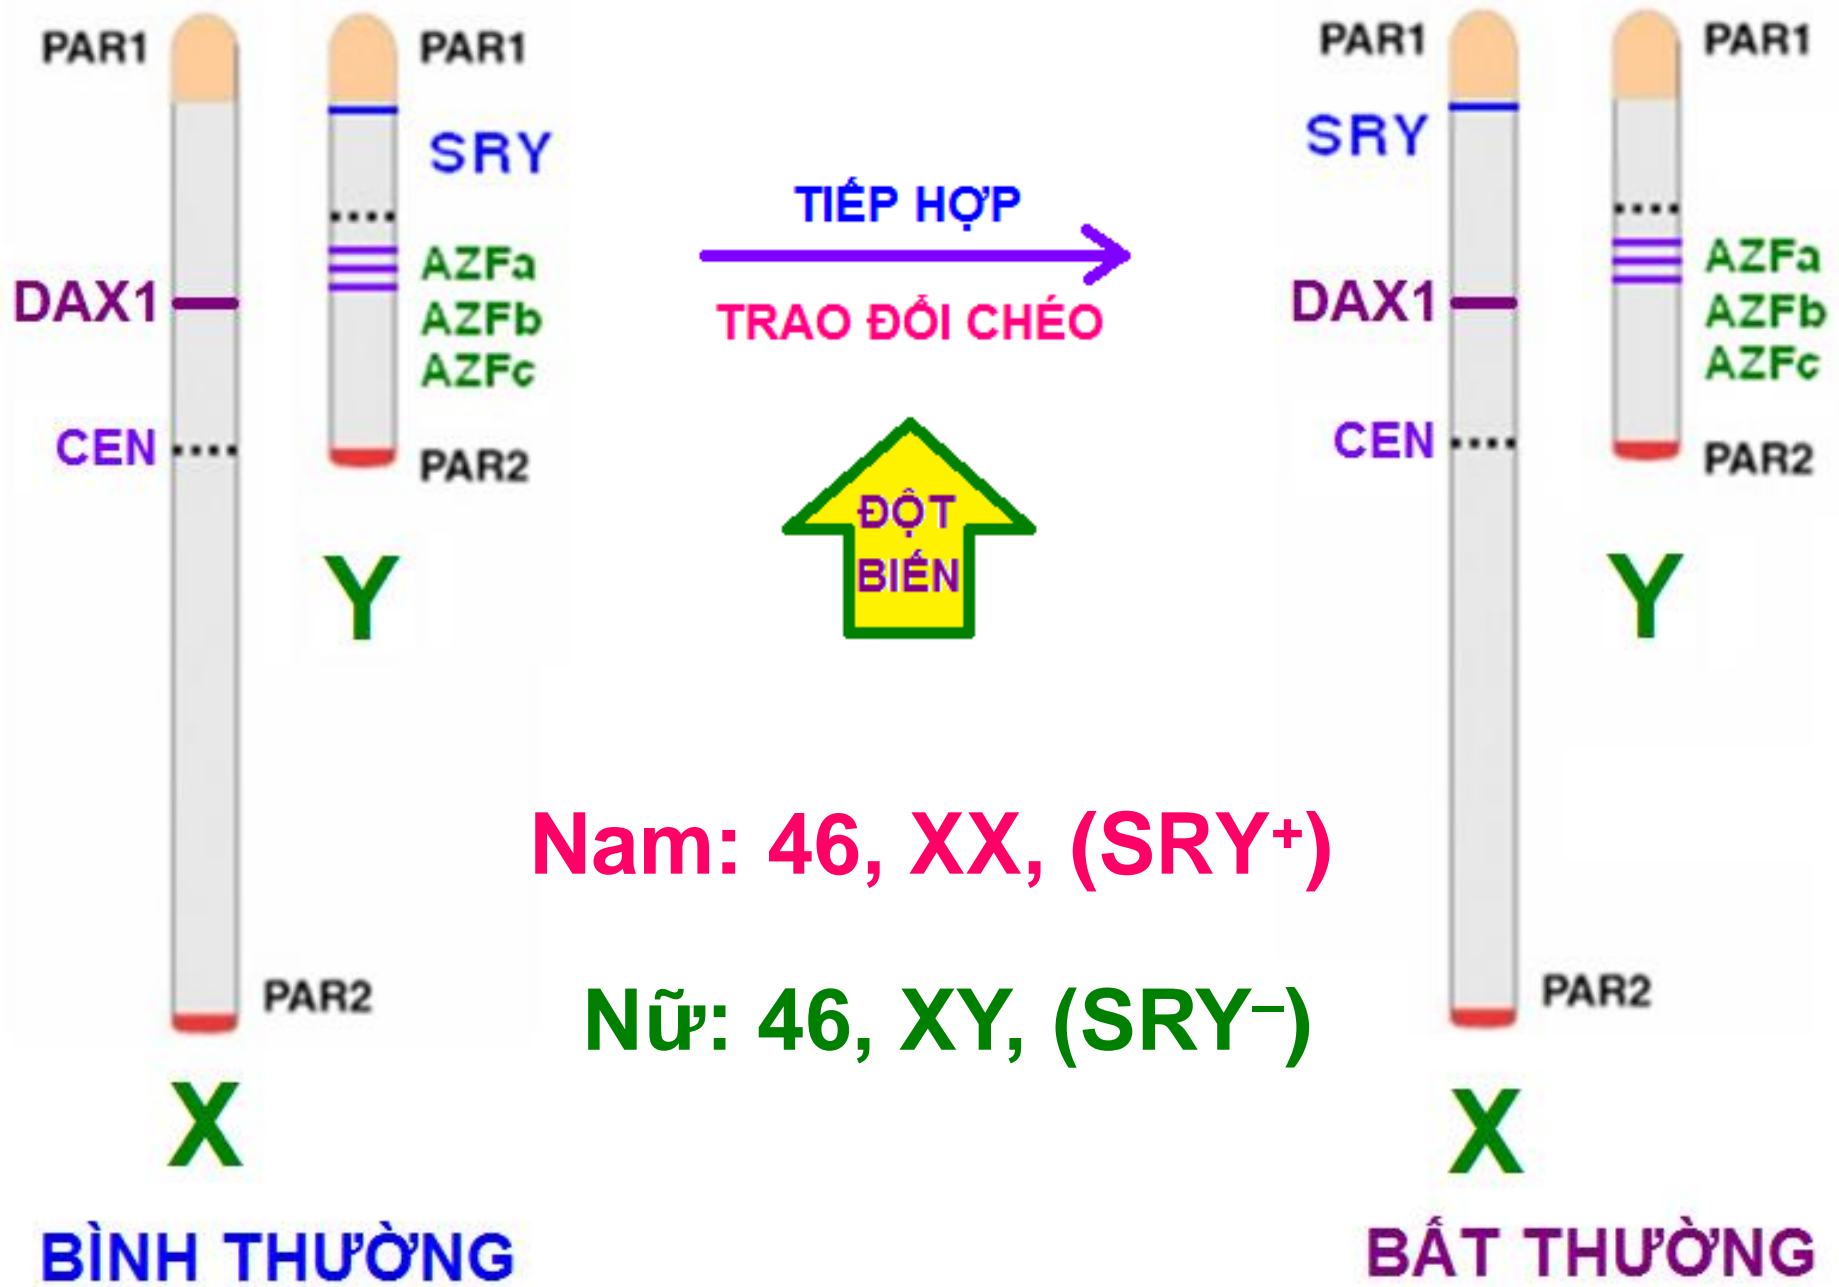 PAR1
PAR1
SRY
AZFa
DAX1
AZFb
AZFc
CEN
PAR2
Y
PAR2
X
BÌNH THƯỜNG
TIẾP HỢP
TRAO ĐỔI CHÉO
ĐỘT
BIẾN
Nam: 46, XX, (SRY⁺)
Nữ: 46, XY, (SRY⁻)
PAR1
PAR1
SRY
AZFa
DAX1
AZFb
AZFc
CEN
PAR2
Y
PAR2
X
BẤT THƯỜNG